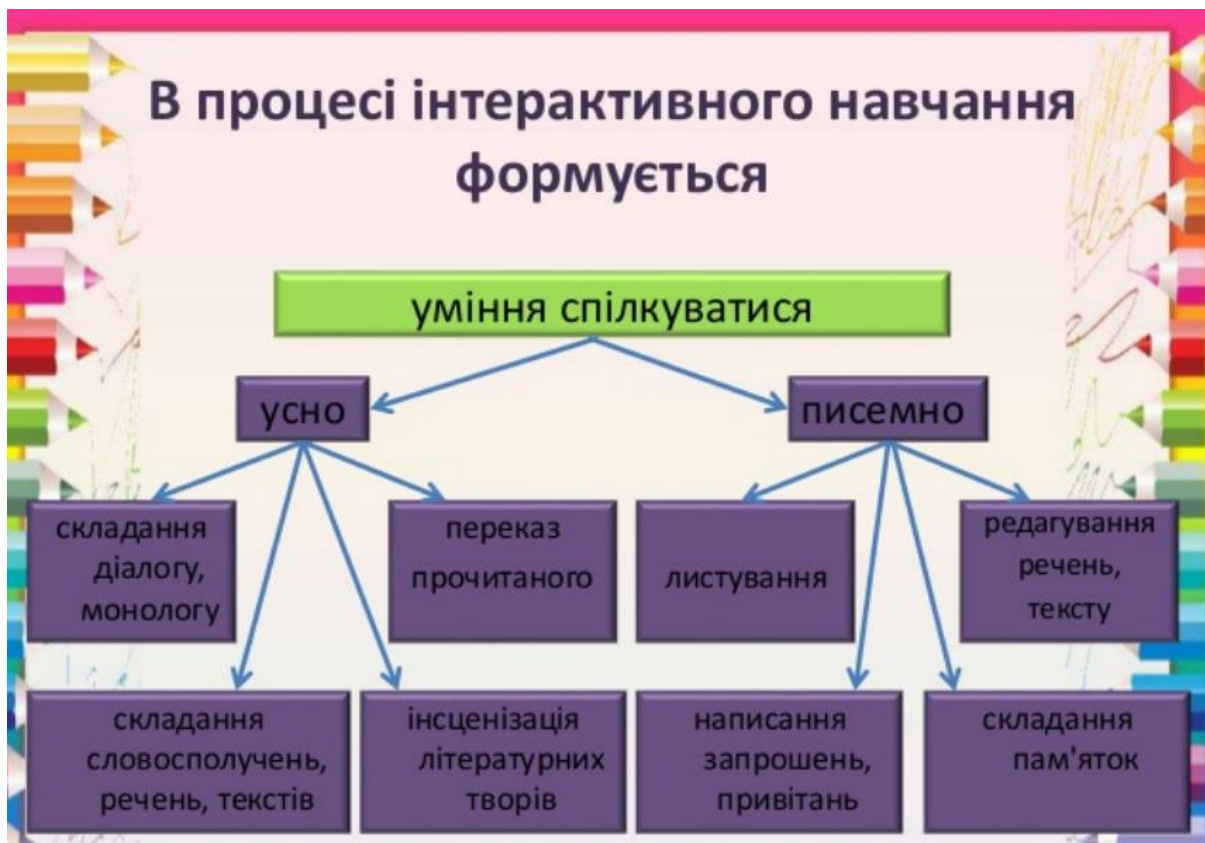 В процесі інтерактивного навчання
формується
уміння спілкуватися
усно
писемно
складання
діалогу,
монологу
переказ
прочитаного
листування
редагування
речень,
тексту
складання
словосполучень,
речень, текстів
інсценізація
літературних
творів
написання
запрошень,
привітань
складання
пам'яток